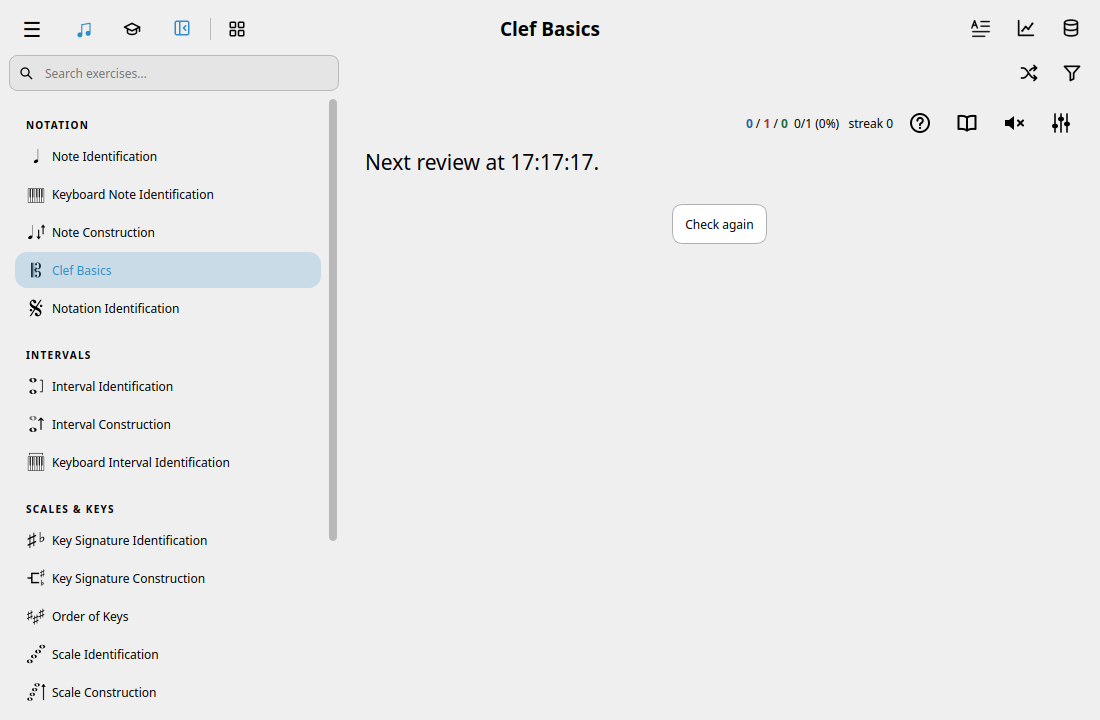 Clef Basics
Search exercises...
0 / 1 / 0 0/1 (0%) streak 0
Next review at 17:17:17.
Check again
NOTATION
Note Identification
Keyboard Note Identification
Note Construction
Clef Basics
Notation Identification
INTERVALS
Interval Identification
Interval Construction
Keyboard Interval Identification
SCALES & KEYS
Key Signature Identification
Key Signature Construction
Order of Keys
Scale Identification
Scale Construction